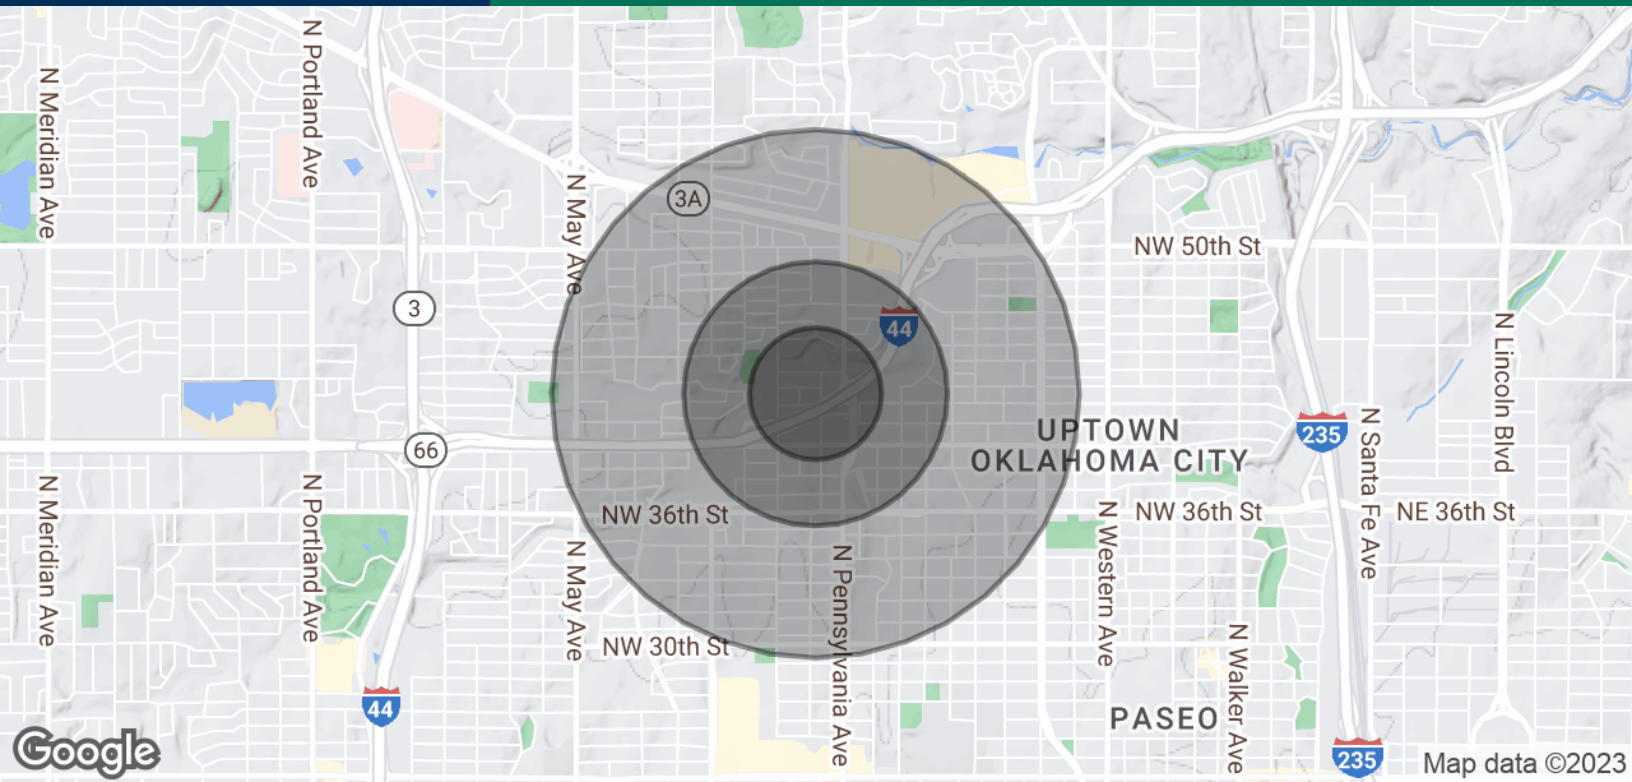 N Portland Ave
N Meridian Ave
N May Ave
3A
NW 50th St
3
44
N Lincoln Blvd
UPTOWN
OKLAHOMA CITY
235
N Santa Fe Ave
66
N Meridian Ave
N Portland Ave
NW 36th St
N Western Ave
NW 36th St
NE 36th St
N May Ave
N Pennsylvania Ave
NW 30th St
N Walker Ave
44
PASEO
235
Google
Map data ©2023